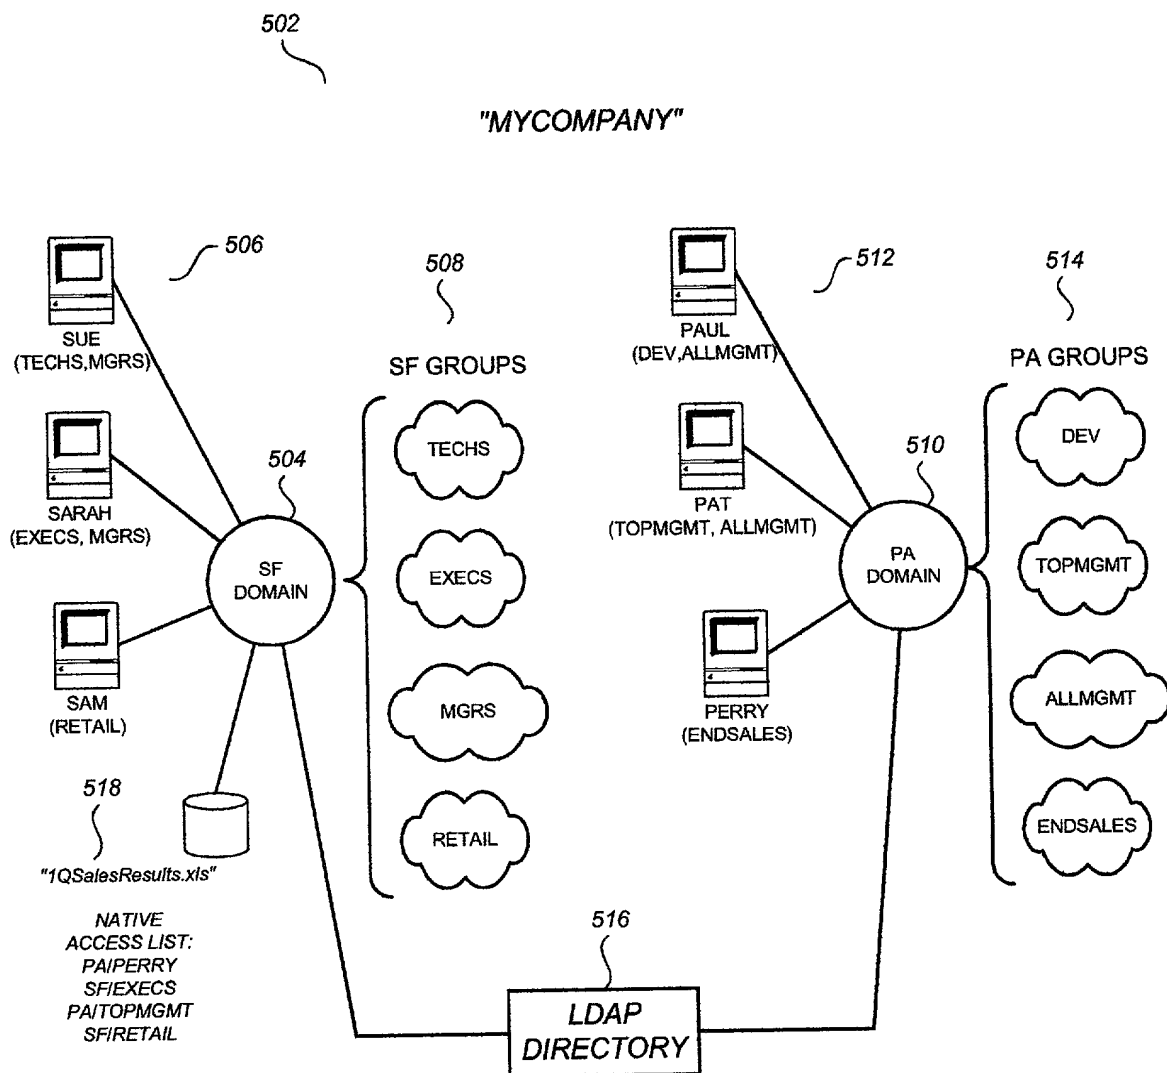 502
"MYCOMPANY"
506
508
512
514
SUE
(TECHS,MGRS)
SF GROUPS
PAUL
(DEV,ALLMGMT)
PA GROUPS
TECHS
DEV
504
510
SARAH
(EXECS, MGRS)
PAT
(TOPMGMT, ALLMGMT)
SF
DOMAIN
EXECS
PA
DOMAIN
TOPMGMT
SAM
(RETAIL)
MGRS
PERRY
(ENDSALES)
ALLMGMT
518
RETAIL
ENDSALES
"1QSalesResults.xls"
NATIVE
ACCESS LIST:
PA/PERRY
SF/EXECS
PA/TOPMGMT
SF/RETAIL
516
LDAP
DIRECTORY